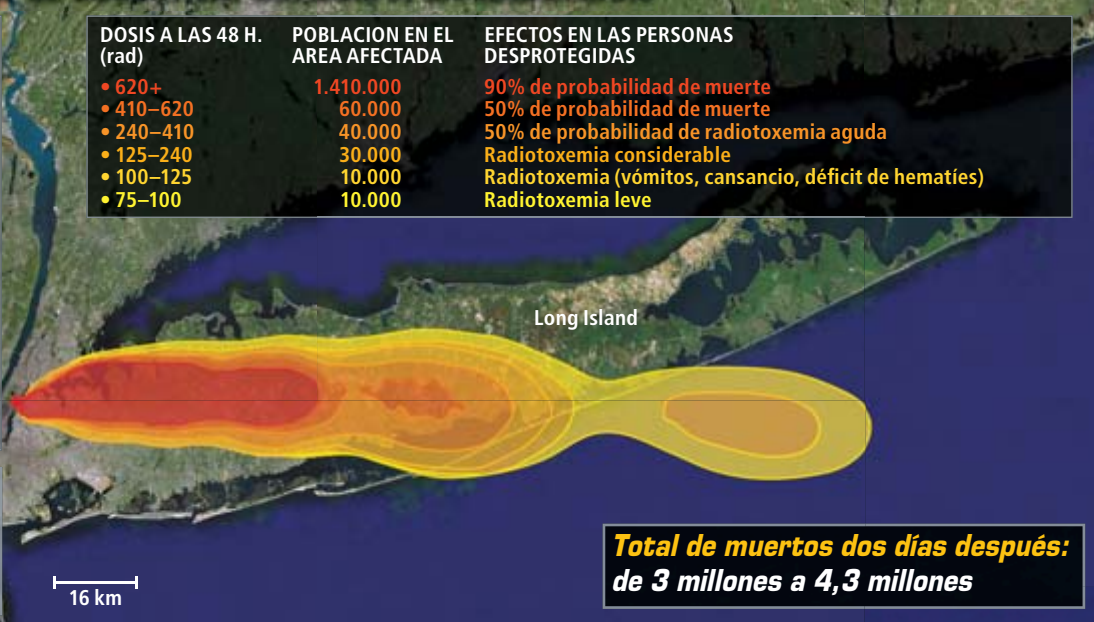 DOSIS A LAS 48 H. POBLACION EN EL EFECTOS EN LAS PERSONAS
(rad) AREA AFECTADA DESPROTEGIDAS
• 620+ 1.410.000 90% de probabilidad de muerte
• 410–620 60.000 50% de probabilidad de muerte
• 240–410 40.000 50% de probabilidad de radiotoxemia aguda
• 125–240 30.000 Radiotoxemia considerable
• 100–125 10.000 Radiotoxemia (vómitos, cansancio, déficit de hematíes)
• 75–100 10.000 Radiotoxemia leve
Long Island
Total de muertos dos días después:
de 3 millones a 4,3 millones
16 km